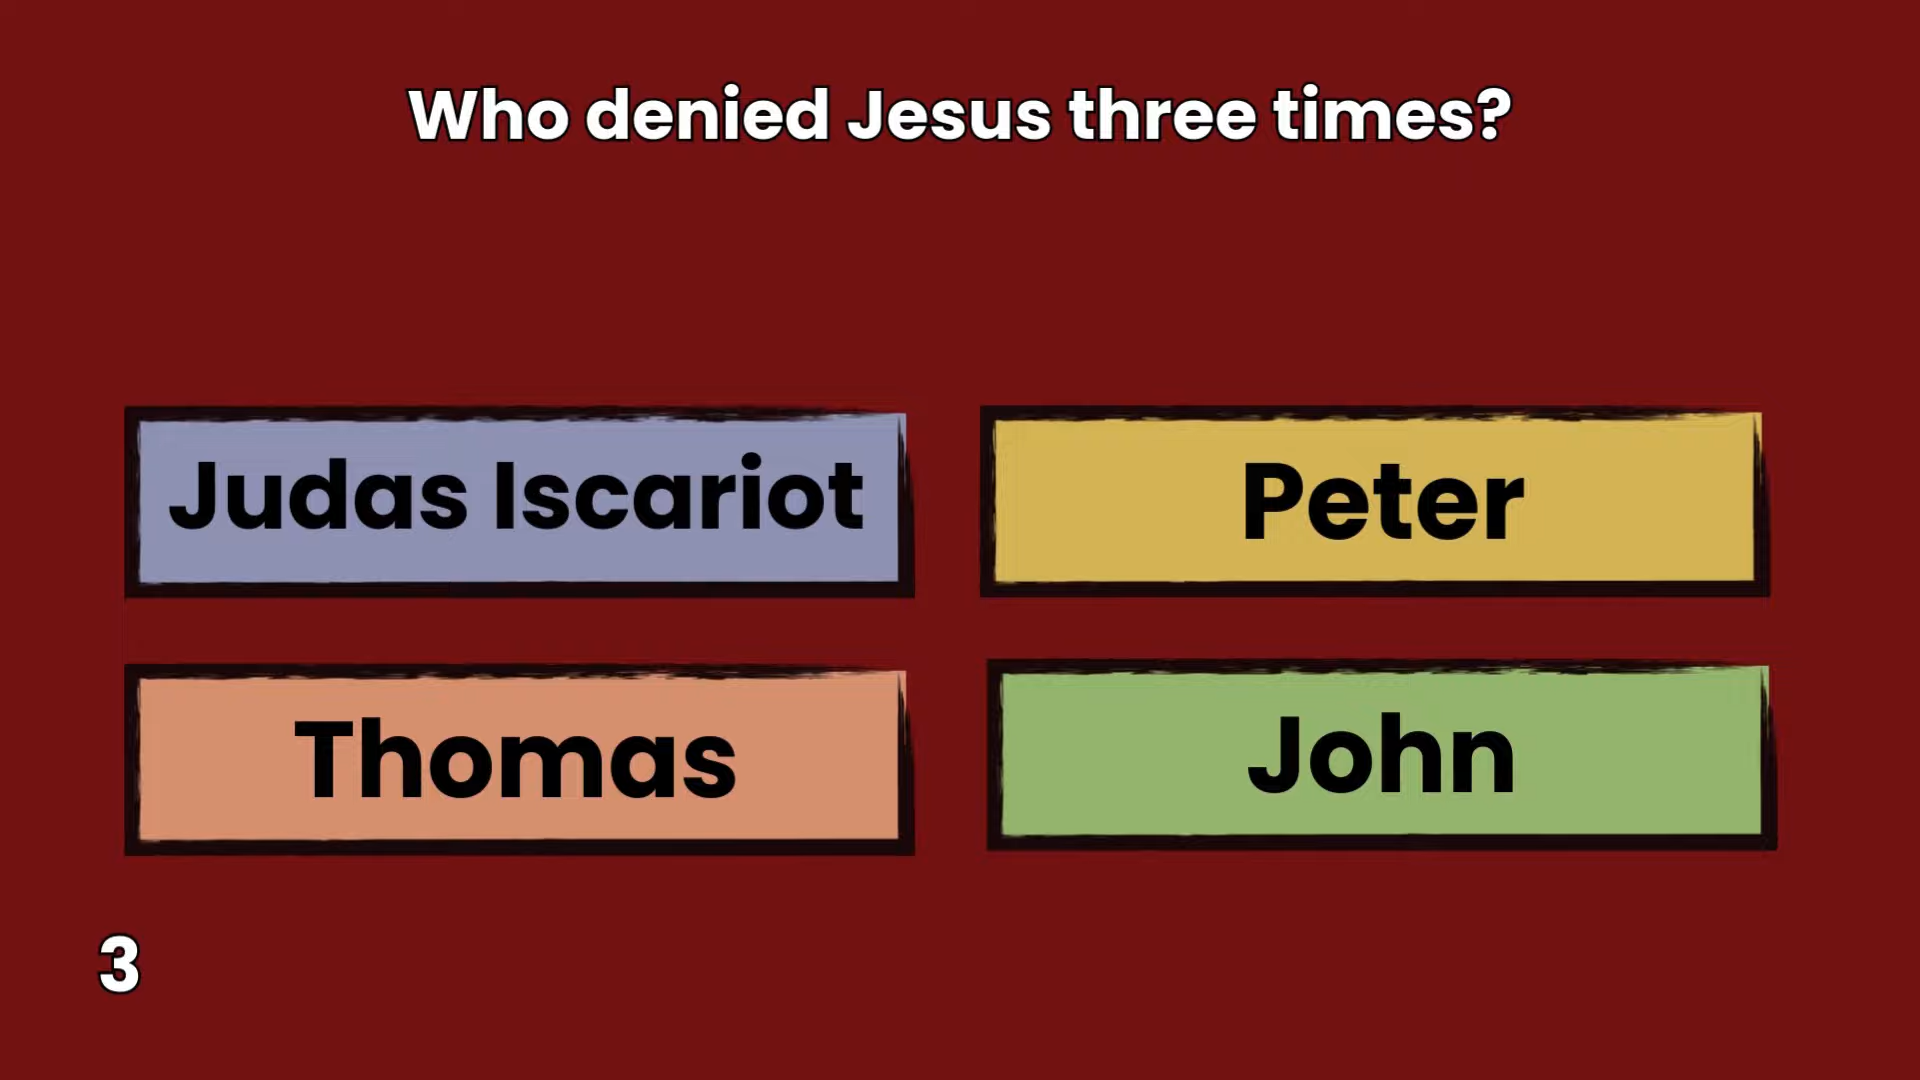 Who denied Jesus three times?
Judas Iscariot
Peter
Thomas
John
3